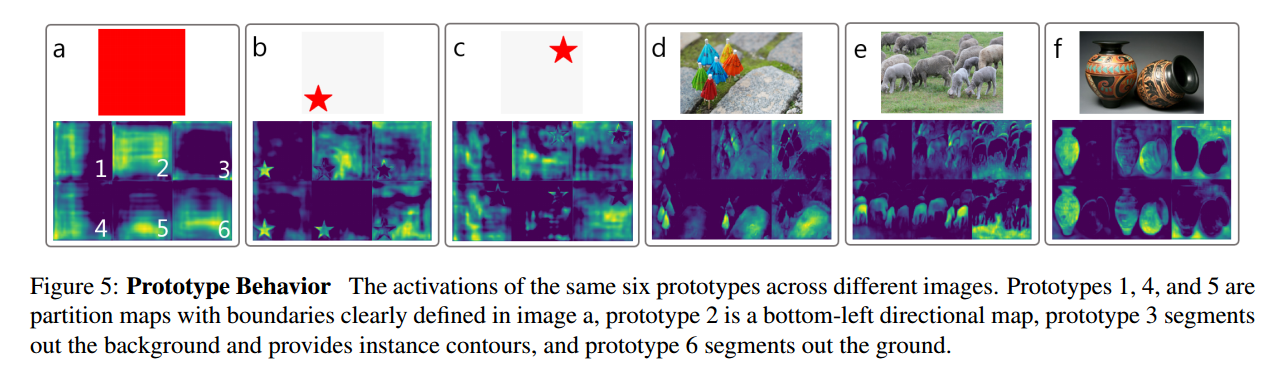 a
b
c
d
e
f
1
2
3
4
5
6
Figure 5: Prototype Behavior The activations of the same six prototypes across different images. Prototypes 1, 4, and 5 are
partition maps with boundaries clearly defined in image a, prototype 2 is a bottom-left directional map, prototype 3 segments
out the background and provides instance contours, and prototype 6 segments out the ground.